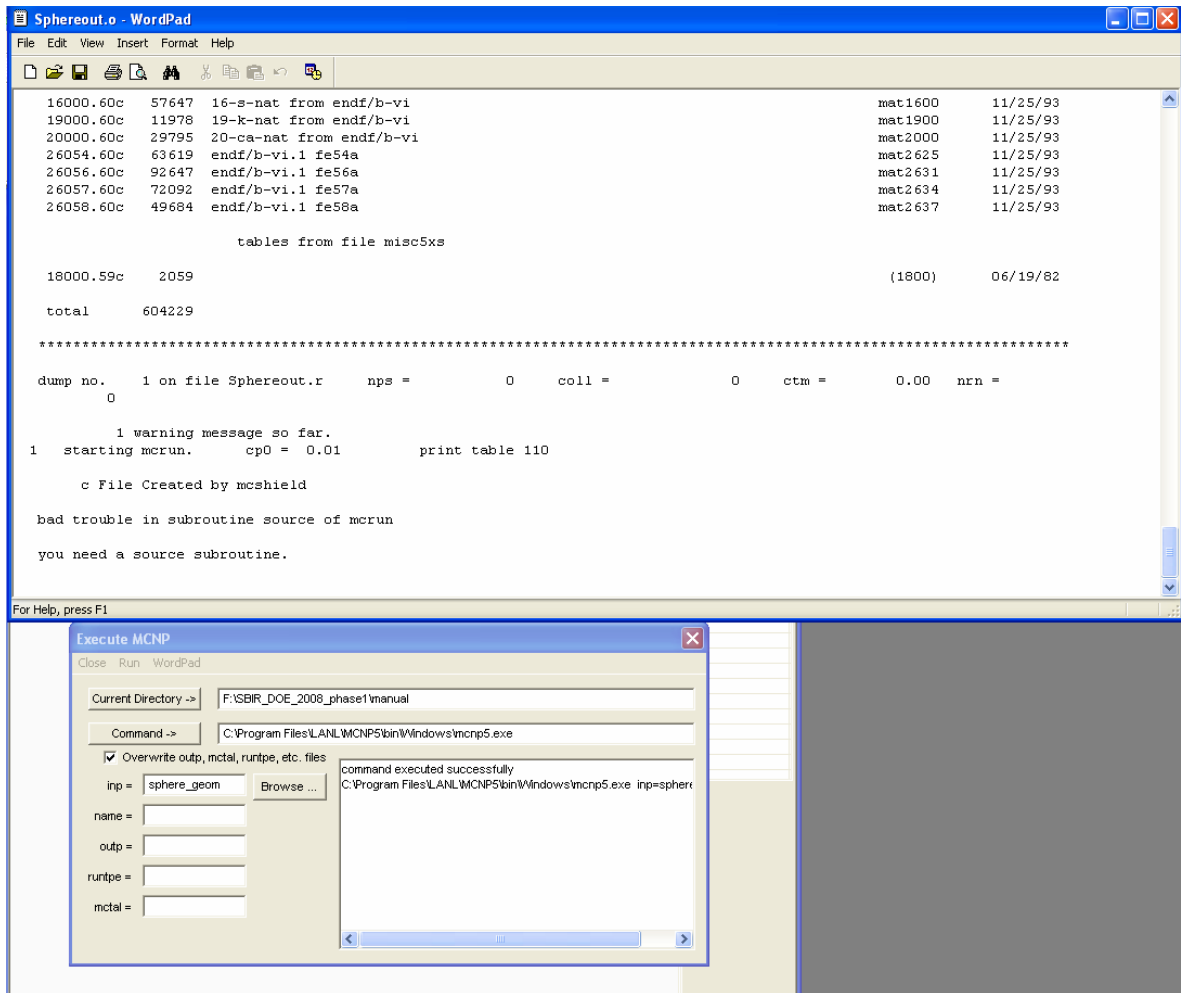 Sphereout.o - WordPad
File Edit View Insert Format Help
16000.60c 57647 16-s-nat from endf/b-vi mat1600 11/25/93
19000.60c 11978 19-k-nat from endf/b-vi mat1900 11/25/93
20000.60c 29795 20-ca-nat from endf/b-vi mat2000 11/25/93
26054.60c 63619 endf/b-vi.1 fe54a mat2625 11/25/93
26056.60c 92647 endf/b-vi.1 fe56a mat2631 11/25/93
26057.60c 72092 endf/b-vi.1 fe57a mat2634 11/25/93
26058.60c 49684 endf/b-vi.1 fe58a mat2637 11/25/93
tables from file misc5xs
18000.59c 2059 (1800) 06/19/82
total 604229
***********************************************************************************************************************
dump no. 1 on file Sphereout.r nps = 0 coll = 0 ctm = 0.00 nrn =
0
1 warning message so far.
1 starting mcrun. cp0 = 0.01 print table 110
c File Created by mcshield
bad trouble in subroutine source of mcrun
you need a source subroutine.
For Help, press F1
Execute MCNP
Close Run WordPad
Current Directory -> F:\SBIR_DOE_2008_phase1\manual
Command -> C:\Program Files\LANL\MCNP5\bin\Windows\mcnp5.exe
Overwrite outp, mctal, runtpe, etc. files
command executed successfully
C:\Program Files\LANL\MCNP5\bin\Windows\mcnp5.exe inp=sphere
inp = sphere_geom Browse ...
name =
outp =
runtpe =
mctal =